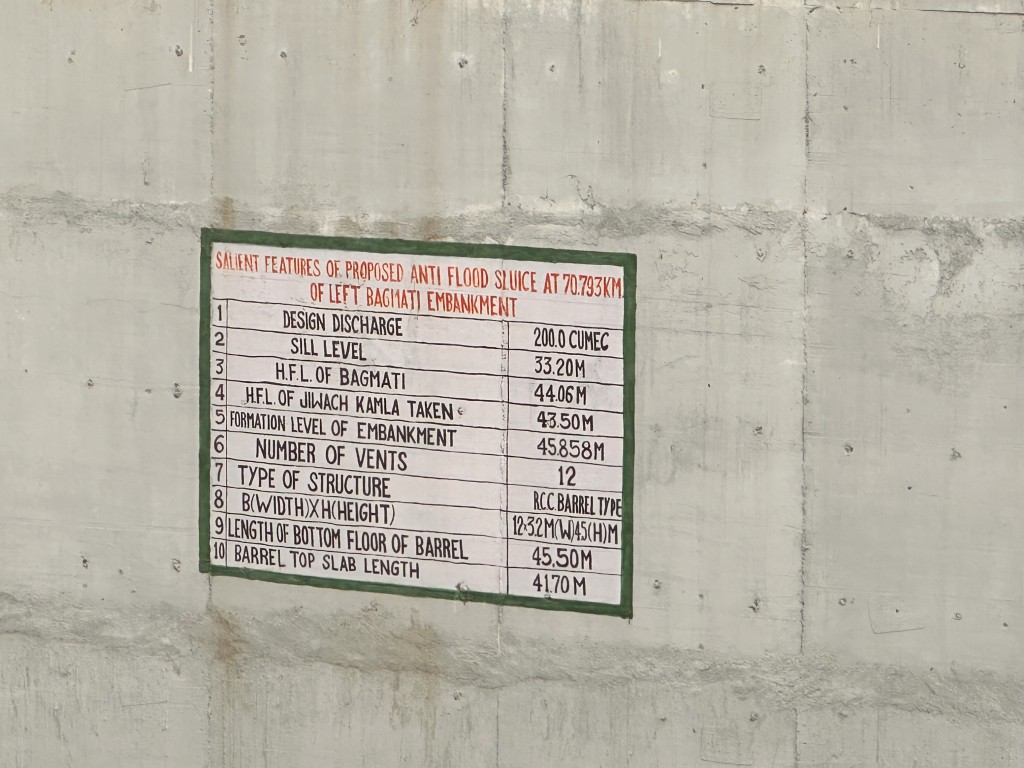 SALIENT FEATURES OF PROPOSED ANTI FLOOD SLUICE AT 70.793KM.
OF LEFT BAGMATI EMBANKMENT
1 DESIGN DISCHARGE 200.0 CUMEC
2 SILL LEVEL 33.20M
3 H.F.L. OF BAGMATI 44.06M
4 H.F.L. OF JIWACH KAMLA TAKEN 43.50M
5 FORMATION LEVEL OF EMBANKMENT 45.858M
6 NUMBER OF VENTS 12
7 TYPE OF STRUCTURE R.C.C. BARREL TYPE
8 B(WIDTH)XH(HEIGHT) 12·3.2M(W)4.5(H)M
9 LENGTH OF BOTTOM FLOOR OF BARREL 45.50M
10 BARREL TOP SLAB LENGTH 41.70M